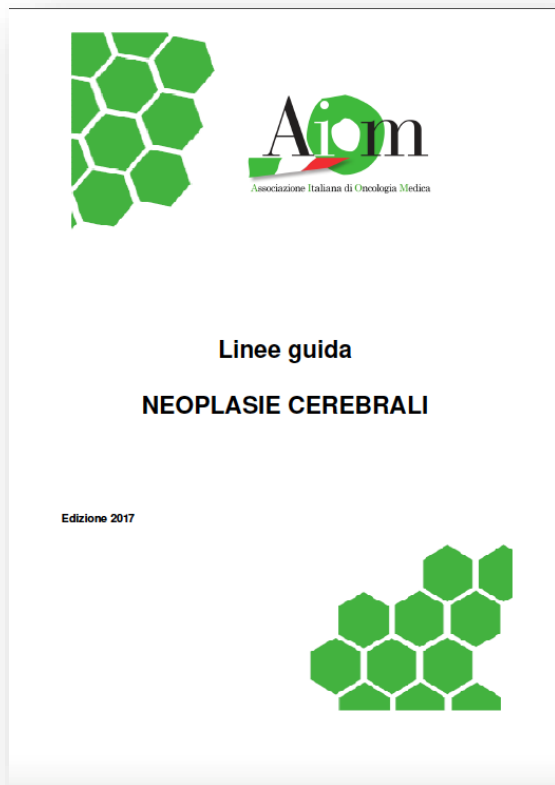 Aiom
Associazione Italiana di Oncologia Medica
Linee guida
NEOPLASIE CEREBRALI
Edizione 2017